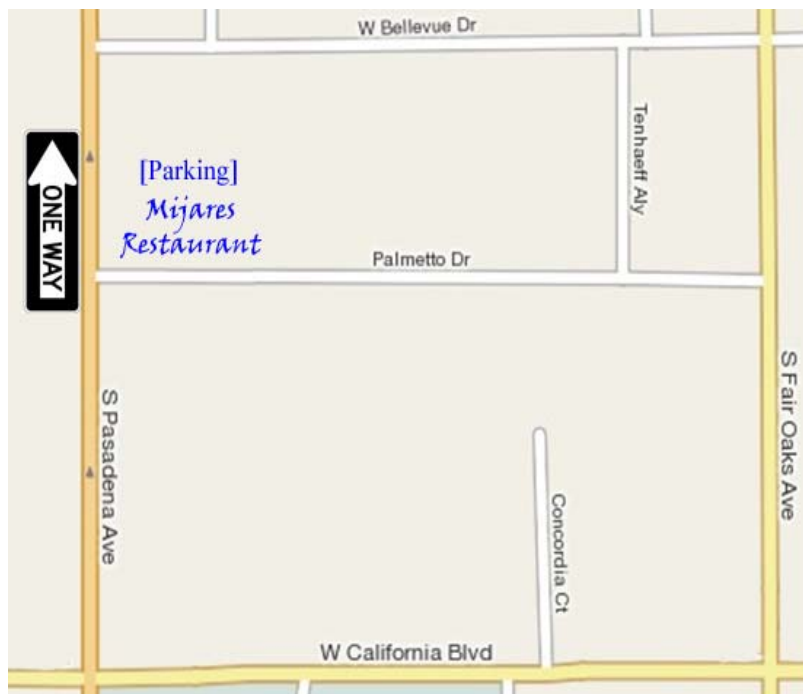 W Bellevue Dr
Tenhaeff Aly
ONE WAY
[Parking]
Mijares
Restaurant
Palmetto Dr
S Pasadena Ave
S Fair Oaks Ave
Concordia Ct
W California Blvd